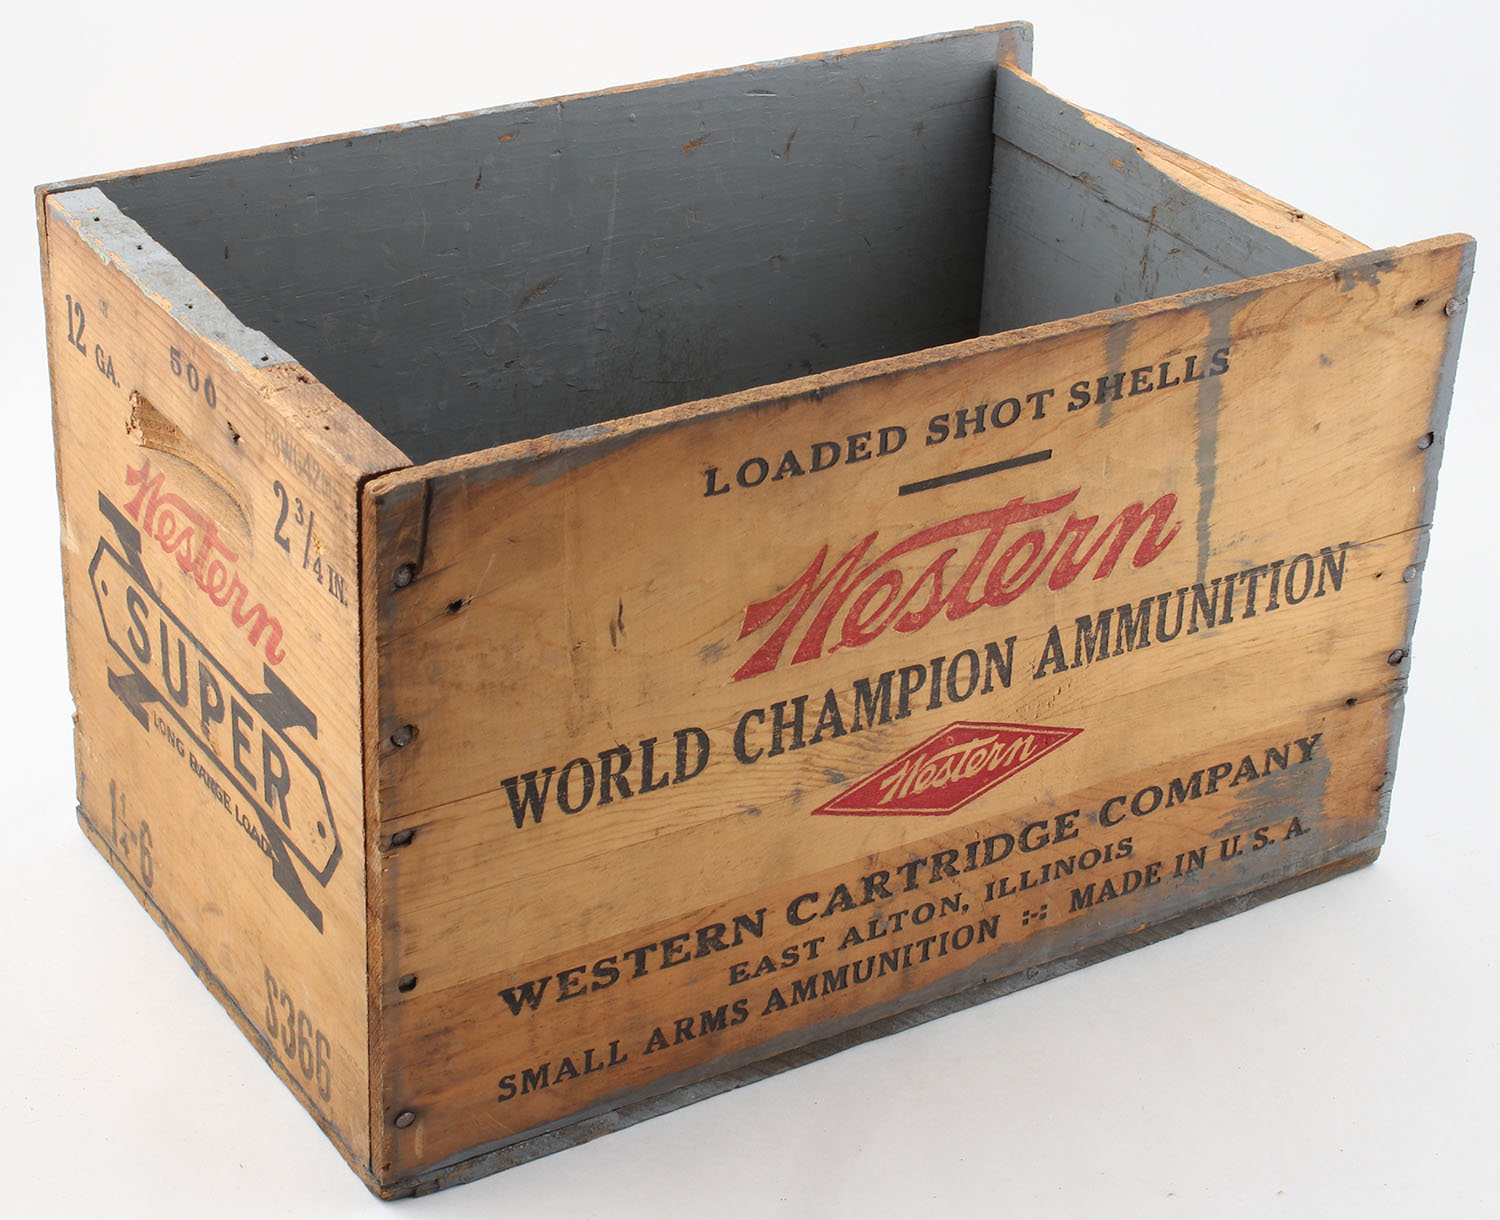 12 GA.
500
2 3/4 IN.
Western
SUPER
LONG RANGE LOAD
1 1/4-6
S366
LOADED SHOT SHELLS
Western
WORLD CHAMPION AMMUNITION
Western
WESTERN CARTRIDGE COMPANY
EAST ALTON, ILLINOIS
SMALL ARMS AMMUNITION :-: MADE IN U.S.A.